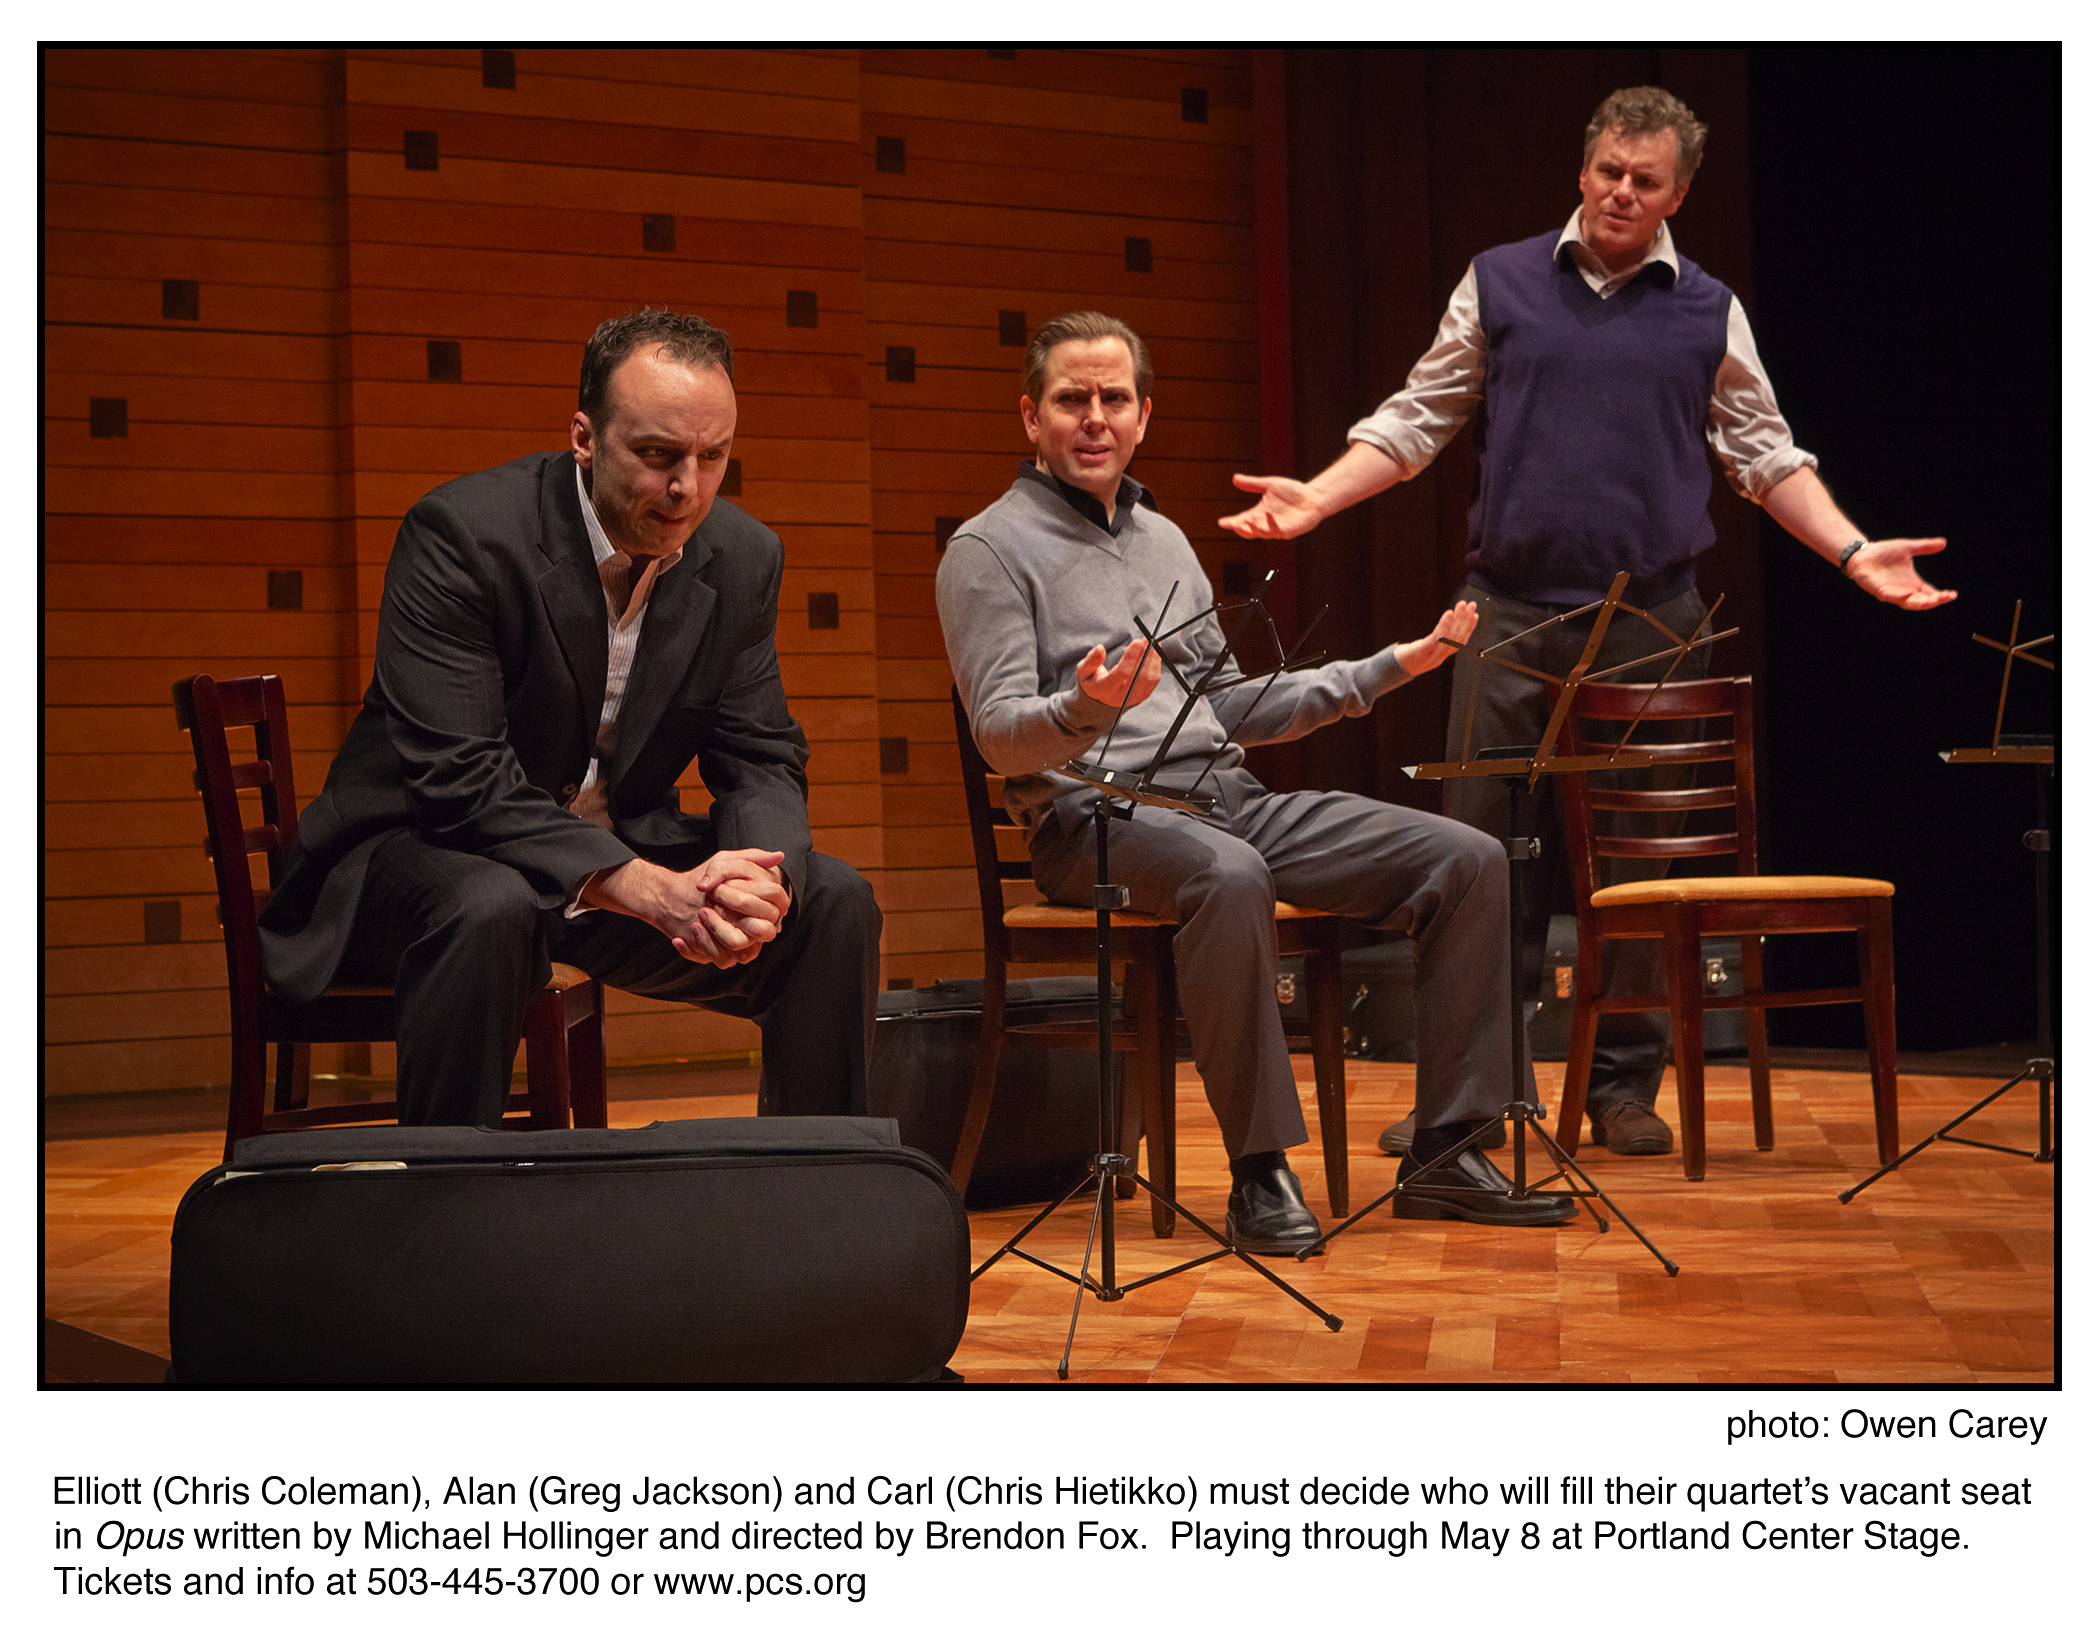 photo: Owen Carey
Elliott (Chris Coleman), Alan (Greg Jackson) and Carl (Chris Hietikko) must decide who will fill their quartet’s vacant seat
in Opus written by Michael Hollinger and directed by Brendon Fox.  Playing through May 8 at Portland Center Stage.
Tickets and info at 503-445-3700 or www.pcs.org